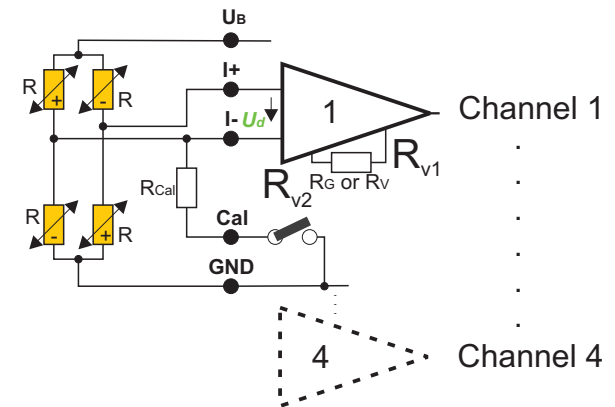 UB
I+
R
+
-
R
1
Channel 1
I-
Ud
Rv1
RG or RV
Rv2
RCal
R
-
+
R
Cal
GND
4
Channel 4